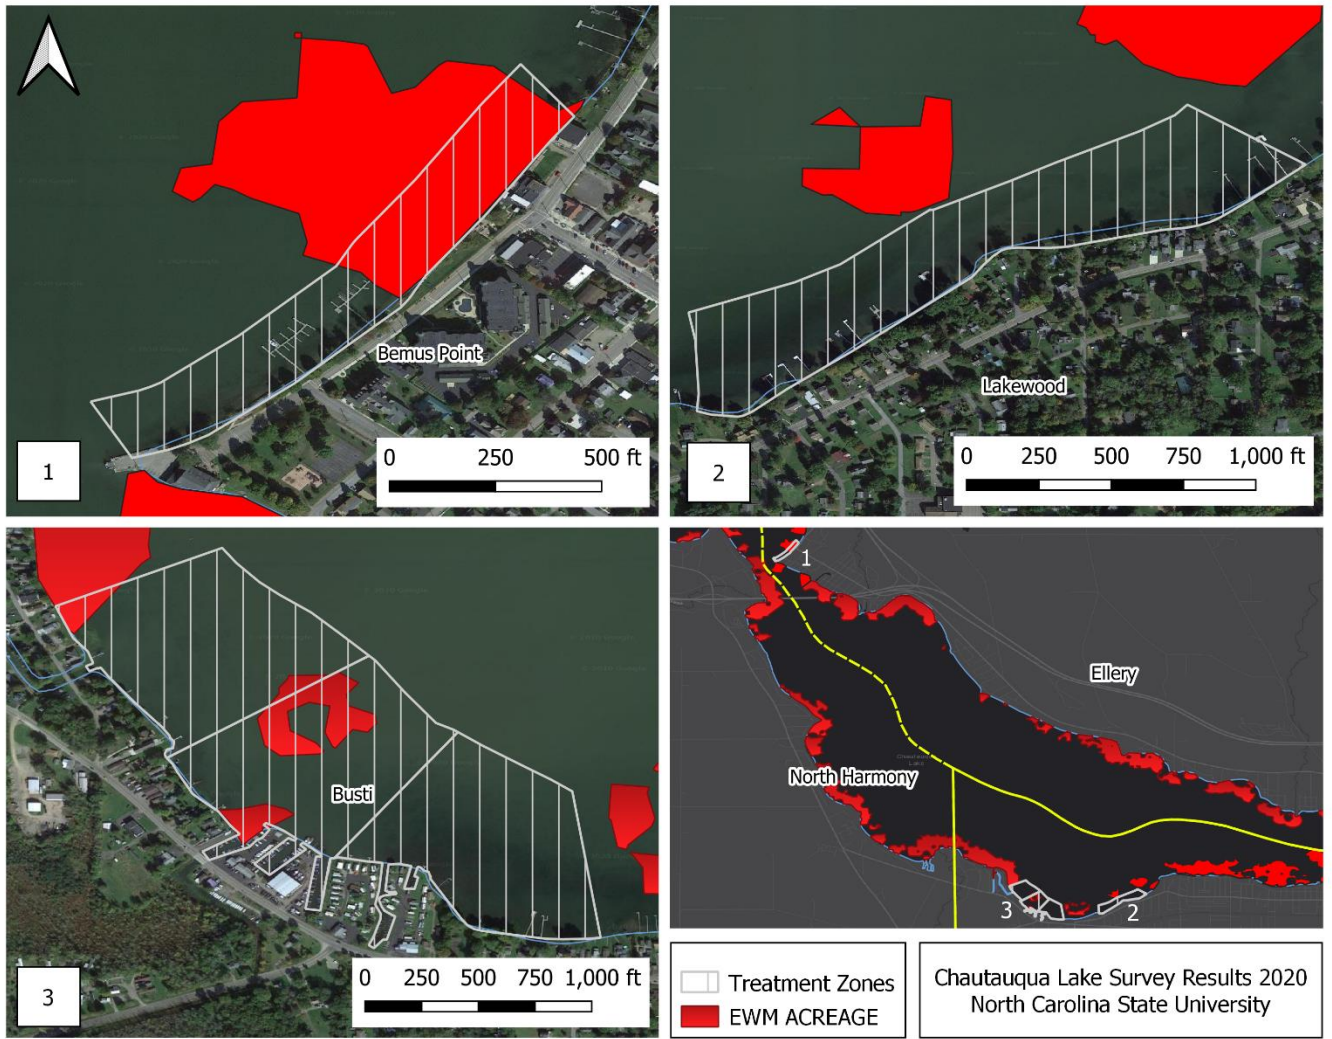 Bemus Point
1
0 250 500 ft
Lakewood
2
0 250 500 750 1,000 ft
Busti
3
0 250 500 750 1,000 ft
1
Ellery
Chautauqua
Lake
North Harmony
3
2
Treatment Zones
EWM ACREAGE
Chautauqua Lake Survey Results 2020
North Carolina State University